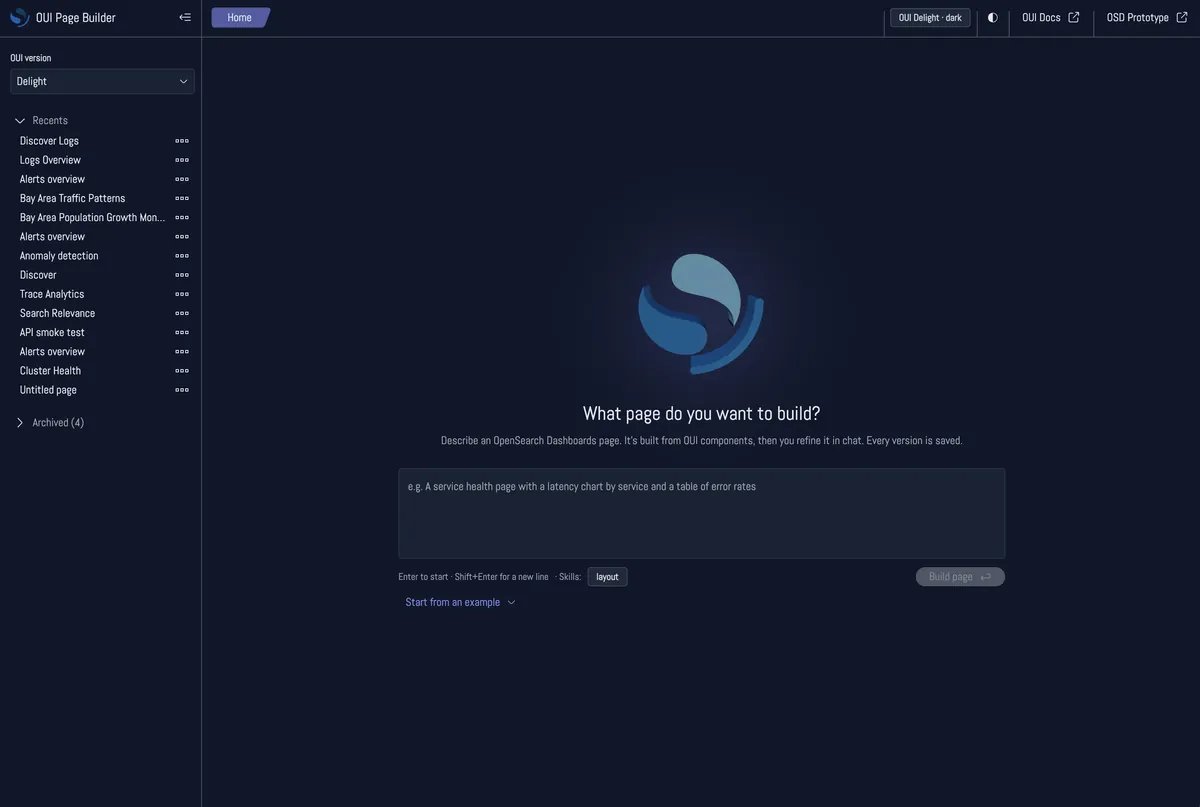 OUI Page Builder
Home
OUI Delight · dark
OUI Docs
OSD Prototype
OUI version
Delight
Recents
Discover Logs
Logs Overview
Alerts overview
Bay Area Traffic Patterns
Bay Area Population Growth Mon...
Alerts overview
Anomaly detection
Discover
Trace Analytics
Search Relevance
API smoke test
Alerts overview
Cluster Health
Untitled page
Archived (4)
What page do you want to build?
Describe an OpenSearch Dashboards page. It's built from OUI components, then you refine it in chat. Every version is saved.
e.g. A service health page with a latency chart by service and a table of error rates
Enter to start · Shift+Enter for a new line · Skills: layout
Build page
Start from an example